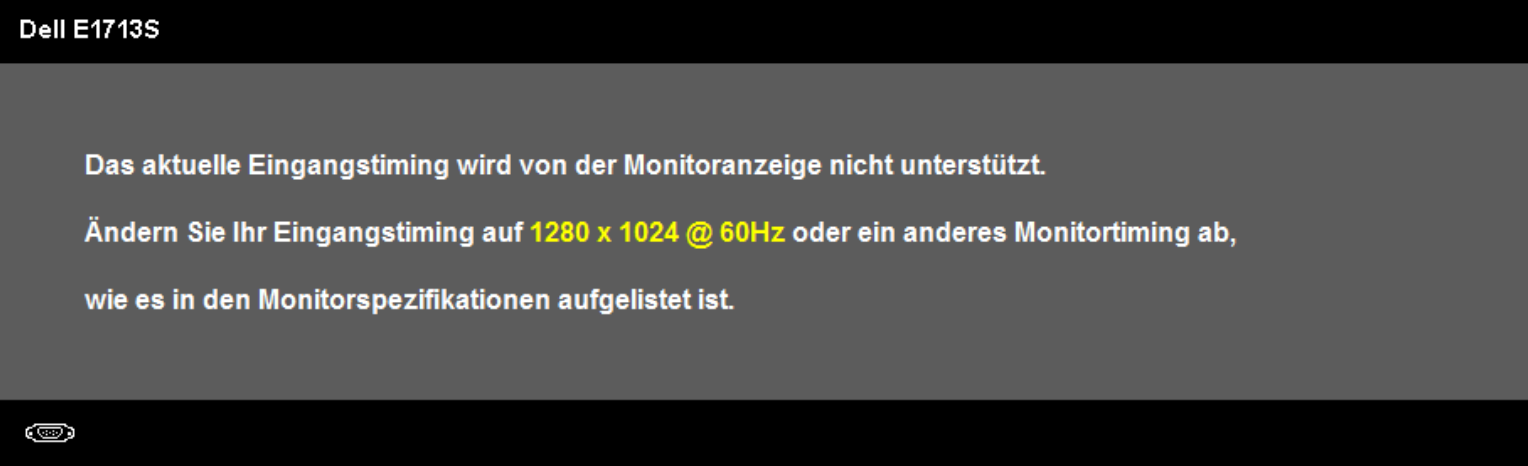 Dell E1713S
Das aktuelle Eingangstiming wird von der Monitoranzeige nicht unterstützt.
Ändern Sie Ihr Eingangstiming auf 1280 x 1024 @ 60Hz oder ein anderes Monitortiming ab,
wie es in den Monitorspezifikationen aufgelistet ist.